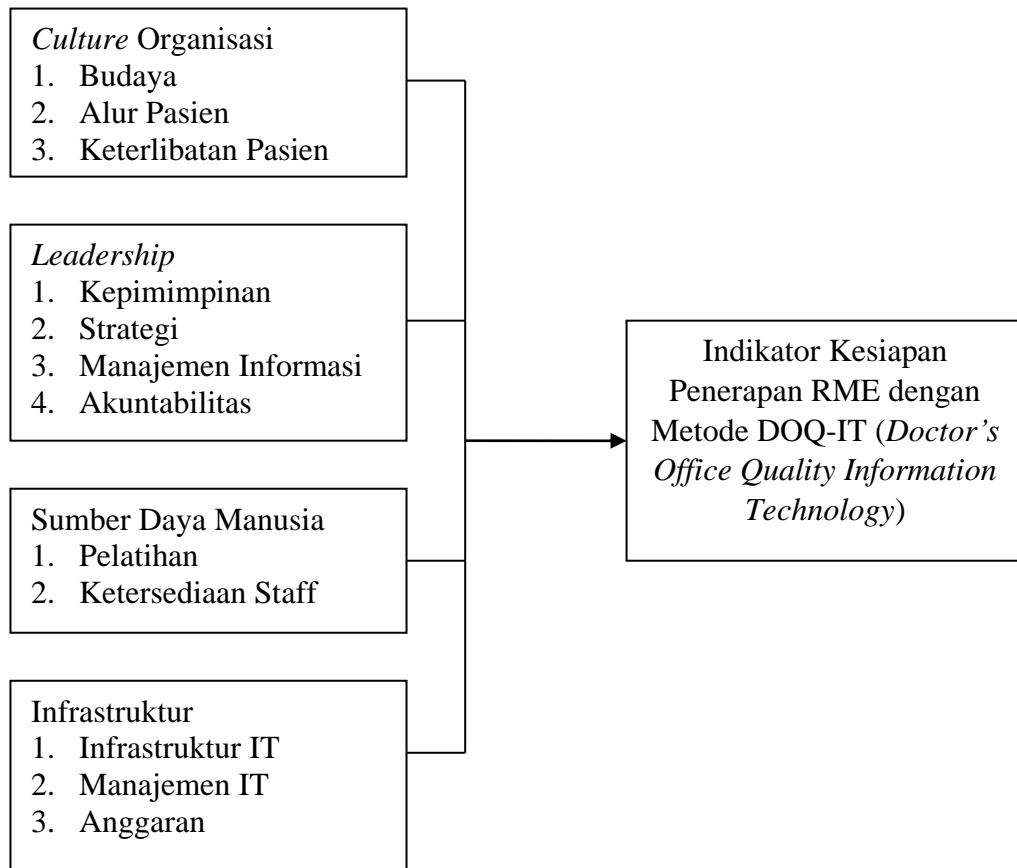 Culture Organisasi
1. Budaya
2. Alur Pasien
3. Keterlibatan Pasien
Leadership
1. Kepimimpinan
2. Strategi
3. Manajemen Informasi
4. Akuntabilitas
Sumber Daya Manusia
1. Pelatihan
2. Ketersediaan Staff
Infrastruktur
1. Infrastruktur IT
2. Manajemen IT
3. Anggaran
Indikator Kesiapan
Penerapan RME dengan
Metode DOQ-IT (Doctor’s
Office Quality Information
Technology)